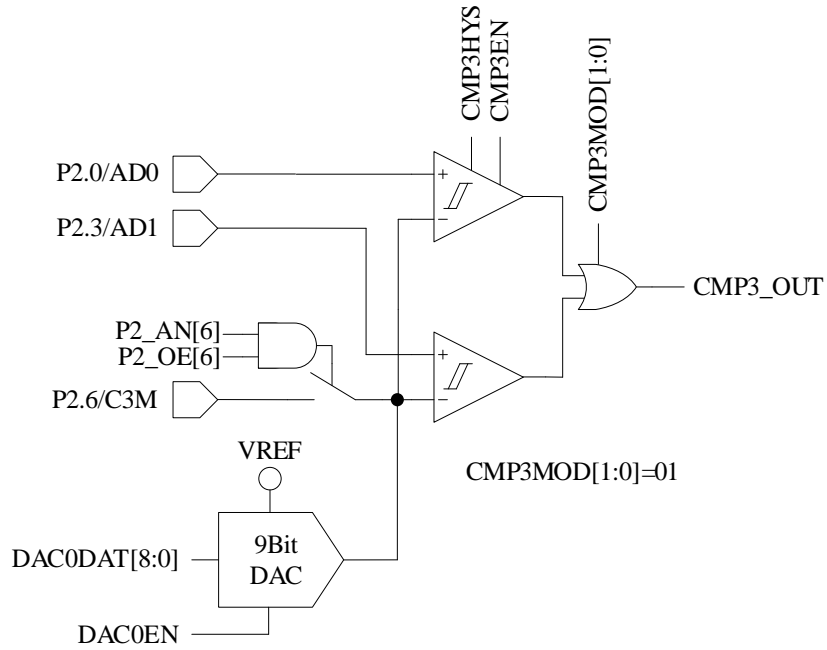 CMP3HYS
CMP3EN
CMP3MOD[1:0]
P2.0/AD0
+
−
P2.3/AD1
CMP3_OUT
P2_AN[6]
P2_OE[6]
+
P2.6/C3M
−
VREF
CMP3MOD[1:0]=01
9Bit
DAC
DAC0DAT[8:0]
DAC0EN